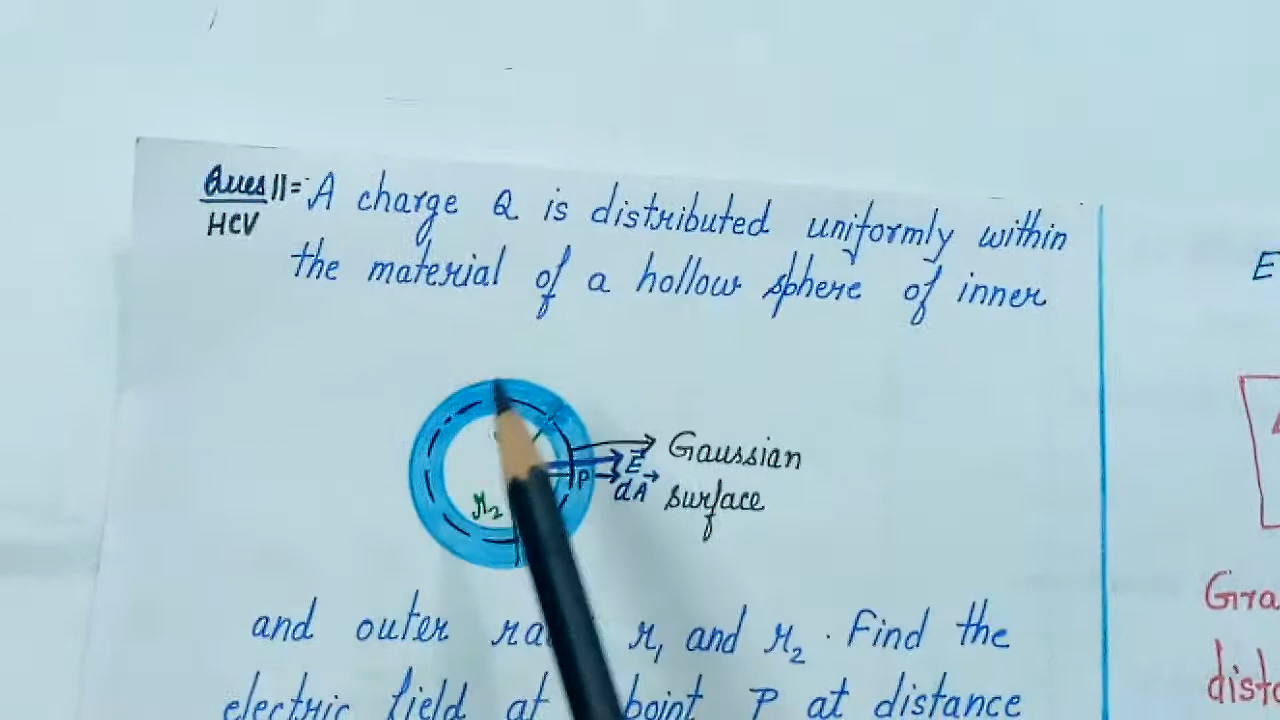 Ques 11= A charge Q is distributed uniformly within
HCV
the material of a hollow sphere of inner
Gaussian
surface
E
P
dA
r₂
and outer r₁ and r₂. Find the
electric field at point P at distance
E
Gra
dista